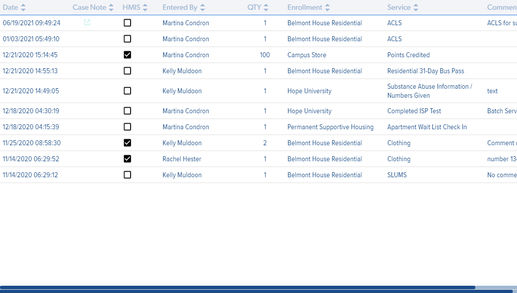 Date Case Note HMIS Entered By QTY Enrollment Service Commen
06/19/2021 09:49:24 Martina Condron 1 Belmont House Residential ACLS ACLS for su
01/03/2021 05:49:10 Martina Condron 1 Belmont House Residential ACLS
12/21/2020 15:14:45 Martina Condron 100 Campus Store Points Credited
12/21/2020 14:55:13 Kelly Muldoon 1 Belmont House Residential Residential 31-Day Bus Pass
12/21/2020 14:49:05 Kelly Muldoon 1 Hope University Substance Abuse Information / text
Numbers Given
12/18/2020 04:30:19 Martina Condron 1 Hope University Completed ISP Test Batch Serv
12/18/2020 04:15:39 Martina Condron 1 Permanent Supportive Housing Apartment Wait List Check In
11/25/2020 08:58:30 Kelly Muldoon 2 Belmont House Residential Clothing Comment
11/14/2020 06:29:52 Rachel Hester 1 Belmont House Residential Clothing number 13
11/14/2020 06:29:12 Kelly Muldoon 1 Belmont House Residential SLUMS No comme